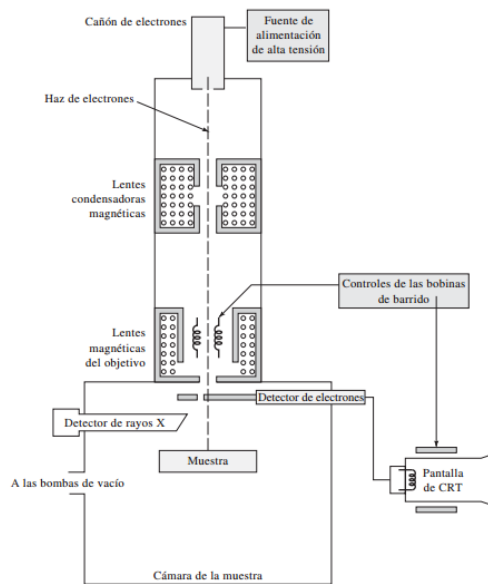 Cañón de electrones
Fuente de
alimentación
de alta tensión
Haz de electrones
Lentes
condensadoras
magnéticas
Controles de las bobinas
de barrido
Lentes
magnéticas
del objetivo
Detector de electrones
Detector de rayos X
Muestra
Pantalla
de CRT
A las bombas de vacío
Cámara de la muestra